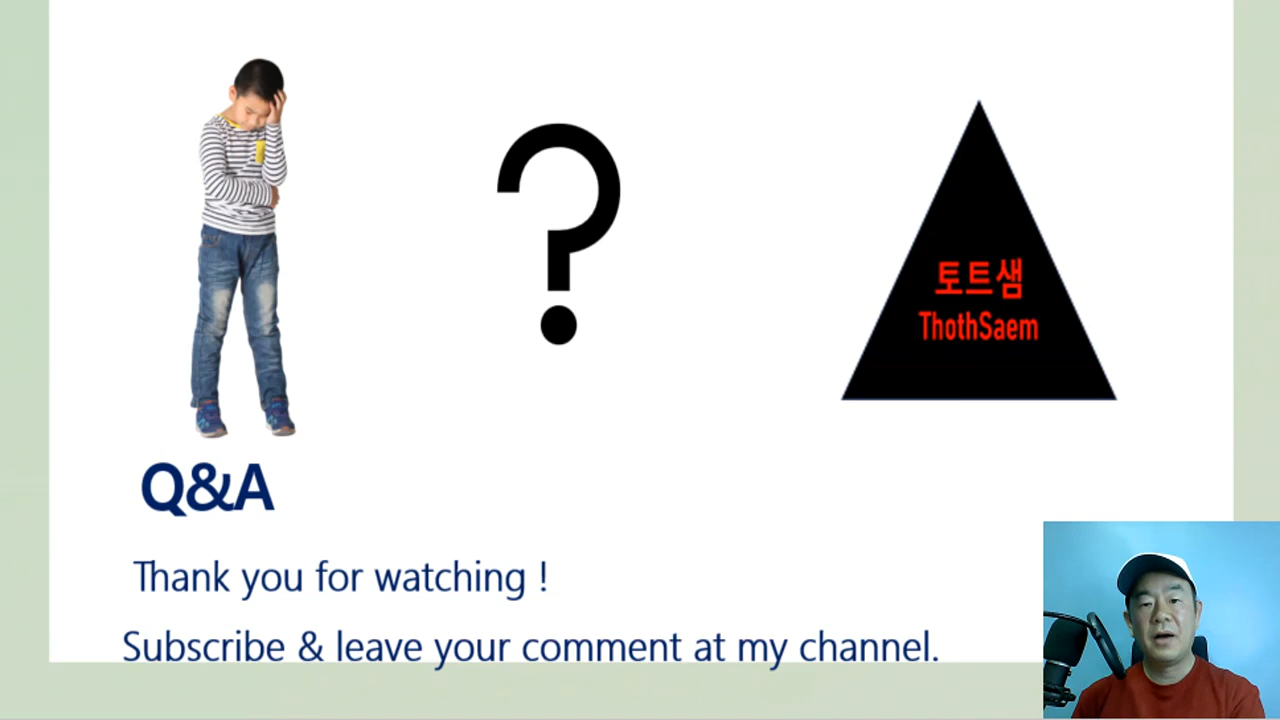 토트샘
ThothSaem
Q&A
Thank you for watching !
Subscribe & leave your comment at my channel.